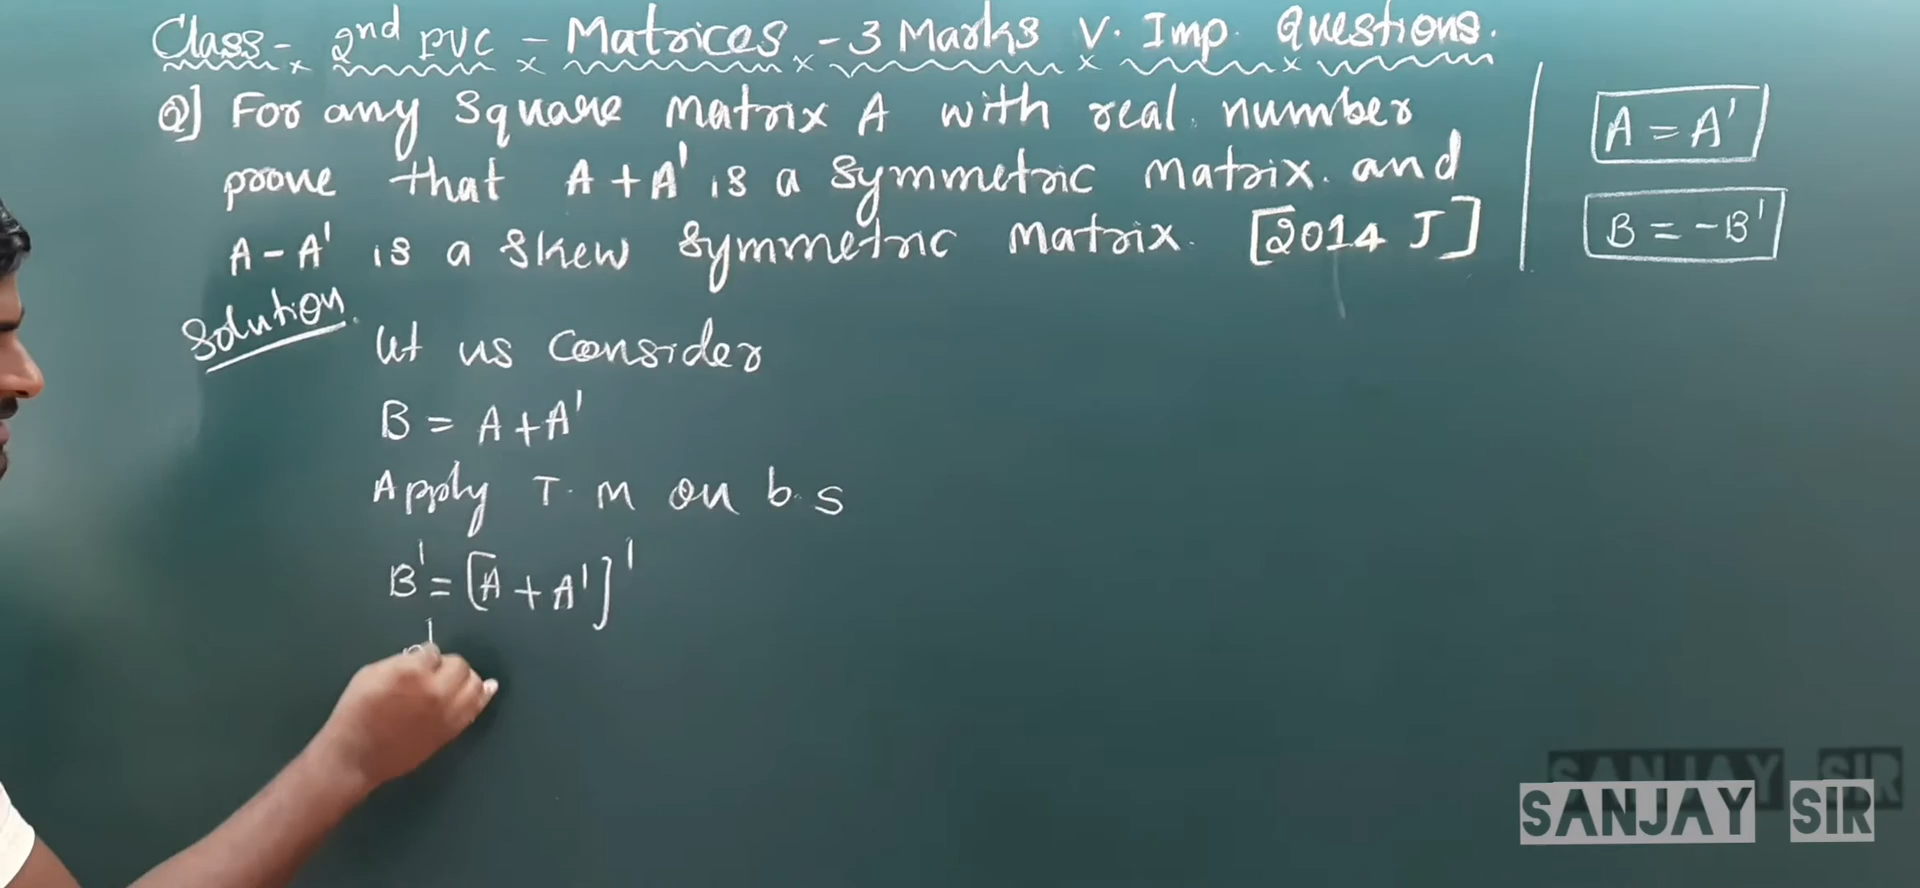 Class - 2nd PUC - Matrices - 3 Marks V. Imp. Questions.
Q] For any Square Matrix A with real number
prove that A + A' is a Symmetric Matrix. and
A - A' is a Skew Symmetric Matrix. [2014 J]
A = A'
B = - B'
Solution.
Let us Consider
B = A + A'
Apply T. M on b. s
B' = [A + A']'
SANJAY SIR